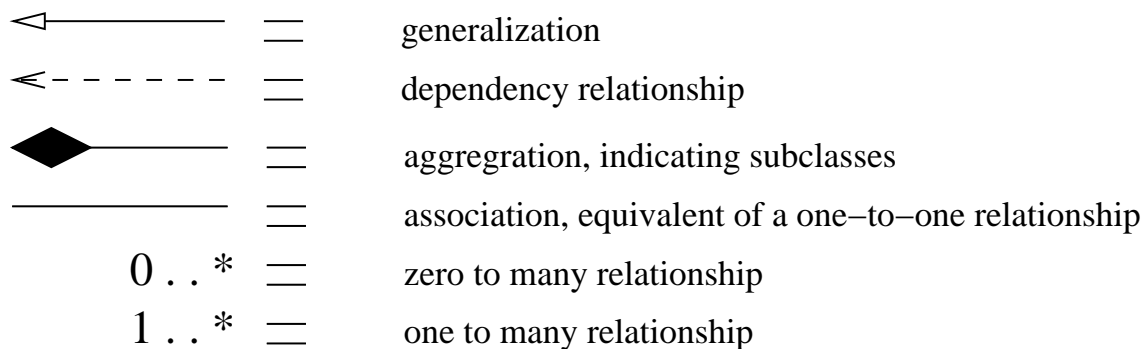 generalization
dependency relationship
aggregration, indicating subclasses
association, equivalent of a one−to−one relationship
0 . . * zero to many relationship
1 . . * one to many relationship